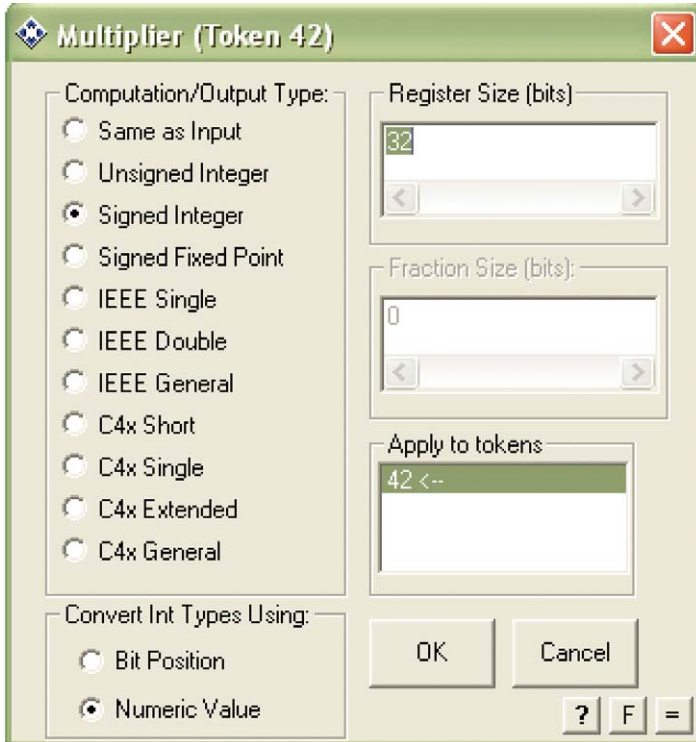 Multiplier (Token 42)
Computation/Output Type:
Same as Input
Unsigned Integer
Signed Integer
Signed Fixed Point
IEEE Single
IEEE Double
IEEE General
C4x Short
C4x Single
C4x Extended
C4x General
Convert Int Types Using:
Bit Position
Numeric Value
Register Size (bits)
32
Fraction Size (bits):
0
Apply to tokens
42 <--
OK
Cancel
? F =